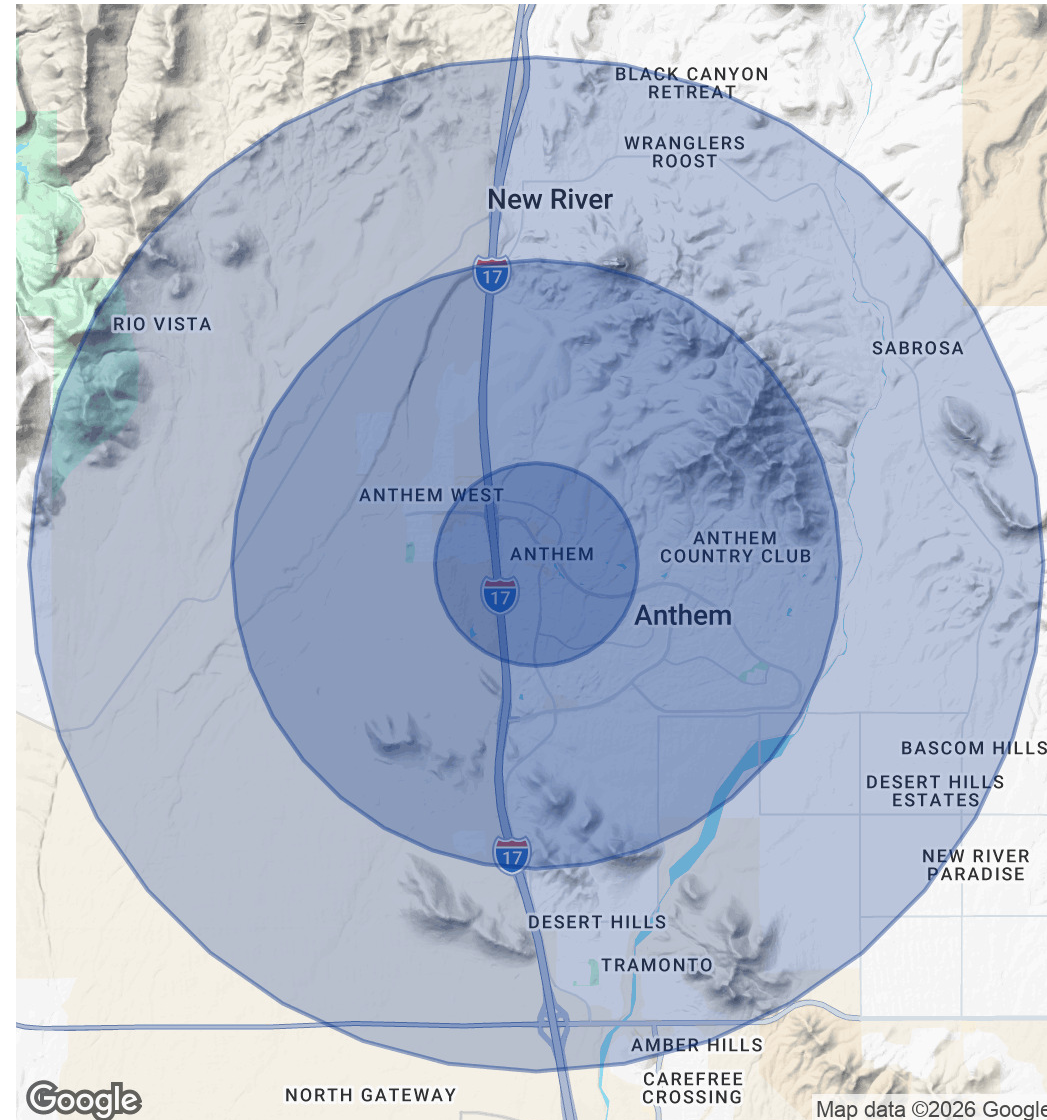 BLACK CANYON
RETREAT
WRANGLERS
ROOST
New River
17
RIO VISTA
SABROSA
ANTHEM WEST
ANTHEM
ANTHEM
COUNTRY CLUB
17
Anthem
BASCOM HILLS
DESERT HILLS
ESTATES
17
NEW RIVER
PARADISE
DESERT HILLS
TRAMONTO
AMBER HILLS
CAREFREE
CROSSING
NORTH GATEWAY
Google
Map data ©2026 Google